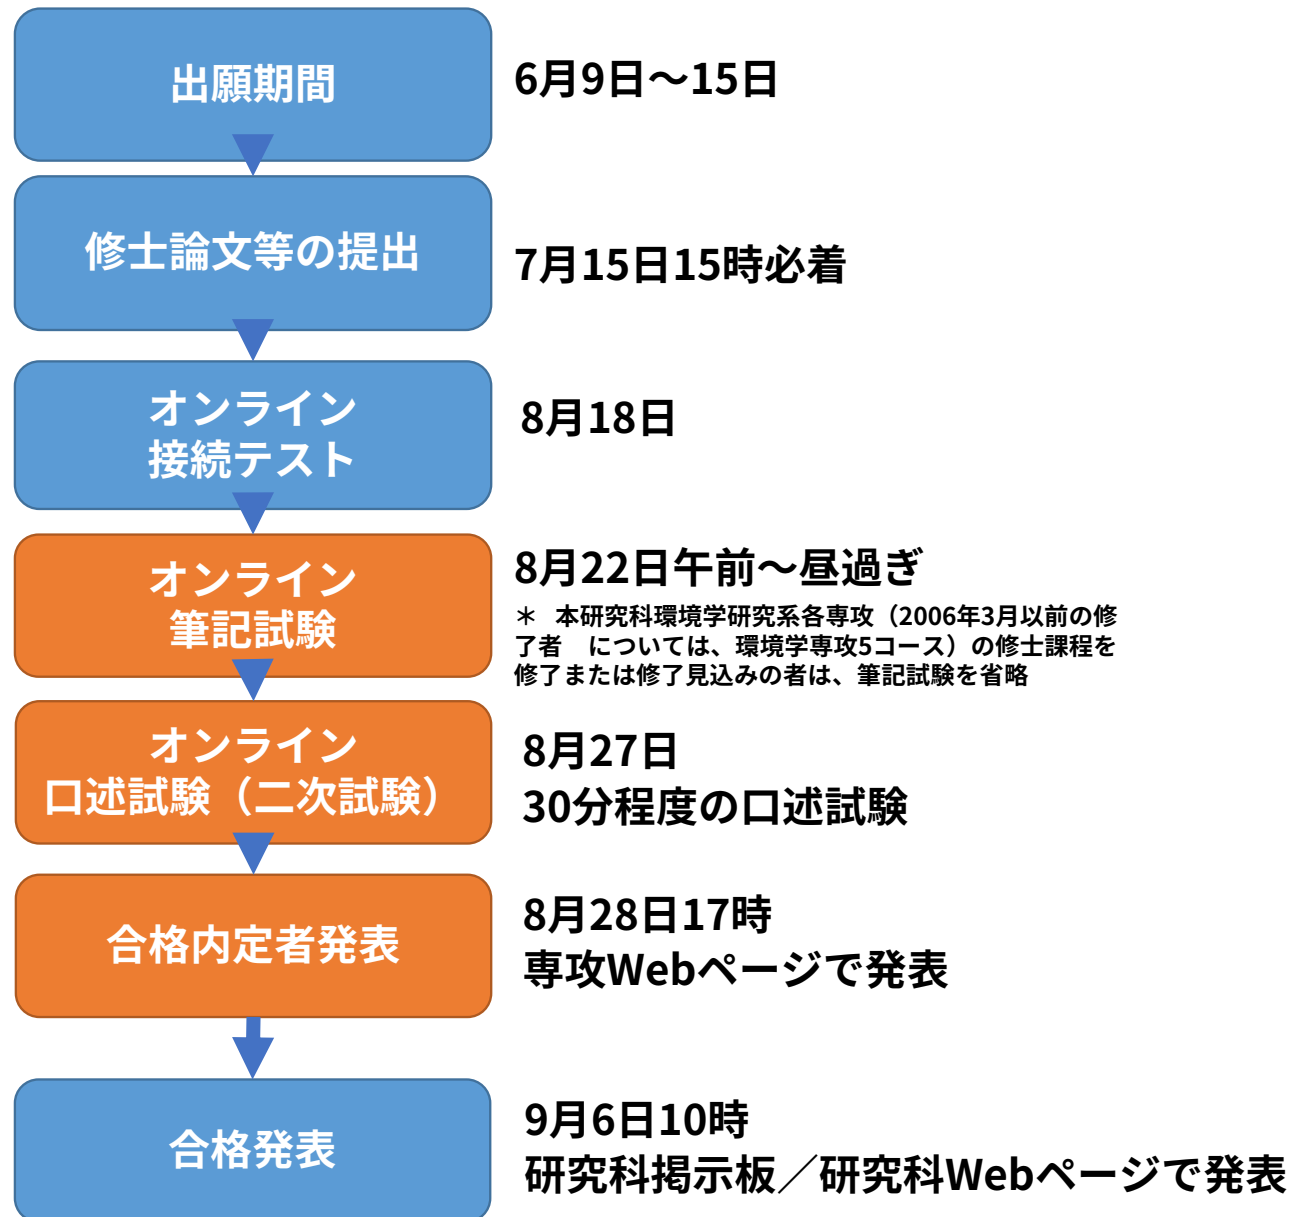 出願期間
6月9日～15日
修士論文等の提出
7月15日15時必着
オンライン
接続テスト
8月18日
オンライン
筆記試験
8月22日午前～昼過ぎ
＊ 本研究科環境学研究系各専攻（2006年3月以前の修
了者　については、環境学専攻5コース）の修士課程を
修了または修了見込みの者は、筆記試験を省略
オンライン
口述試験（二次試験）
8月27日
30分程度の口述試験
合格内定者発表
8月28日17時
専攻Webページで発表
合格発表
9月6日10時
研究科掲示板／研究科Webページで発表